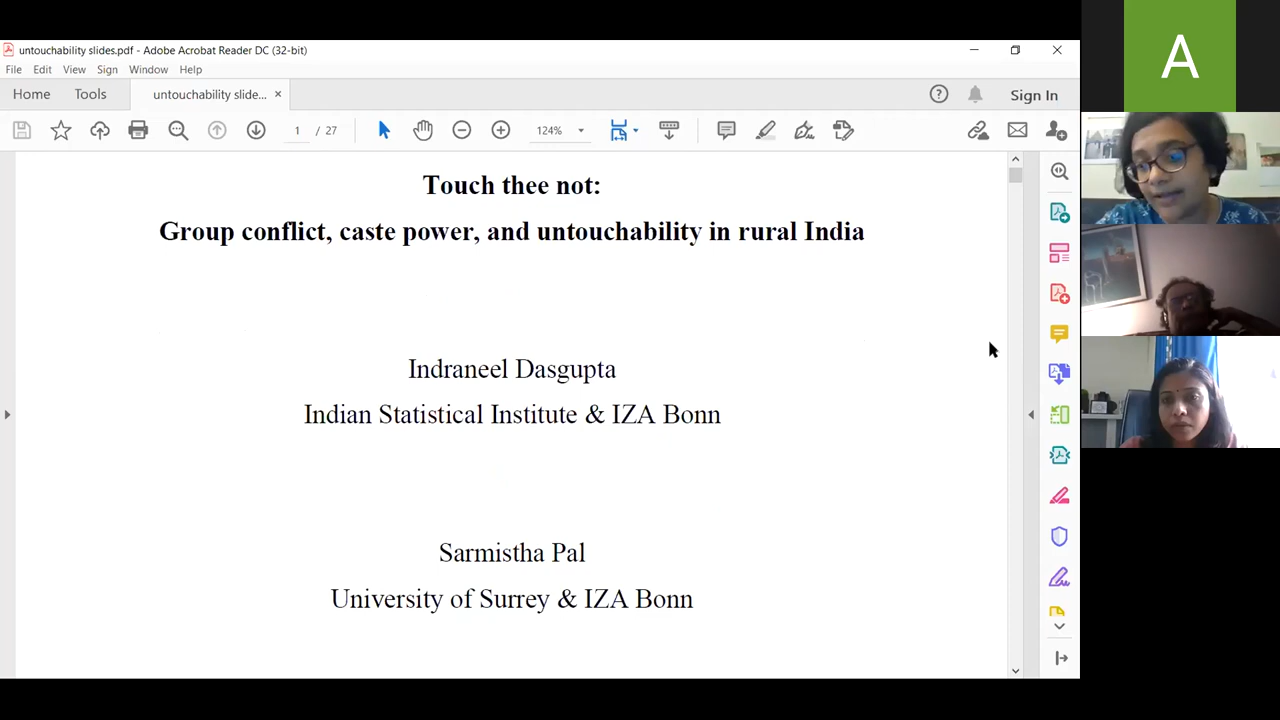 untouchability slides.pdf - Adobe Acrobat Reader DC (32-bit)
File Edit View Sign Window Help
Home Tools untouchability slide... × Sign In
1 / 27 124%
Touch thee not:
Group conflict, caste power, and untouchability in rural India
Indraneel Dasgupta
Indian Statistical Institute & IZA Bonn
Sarmistha Pal
University of Surrey & IZA Bonn
A